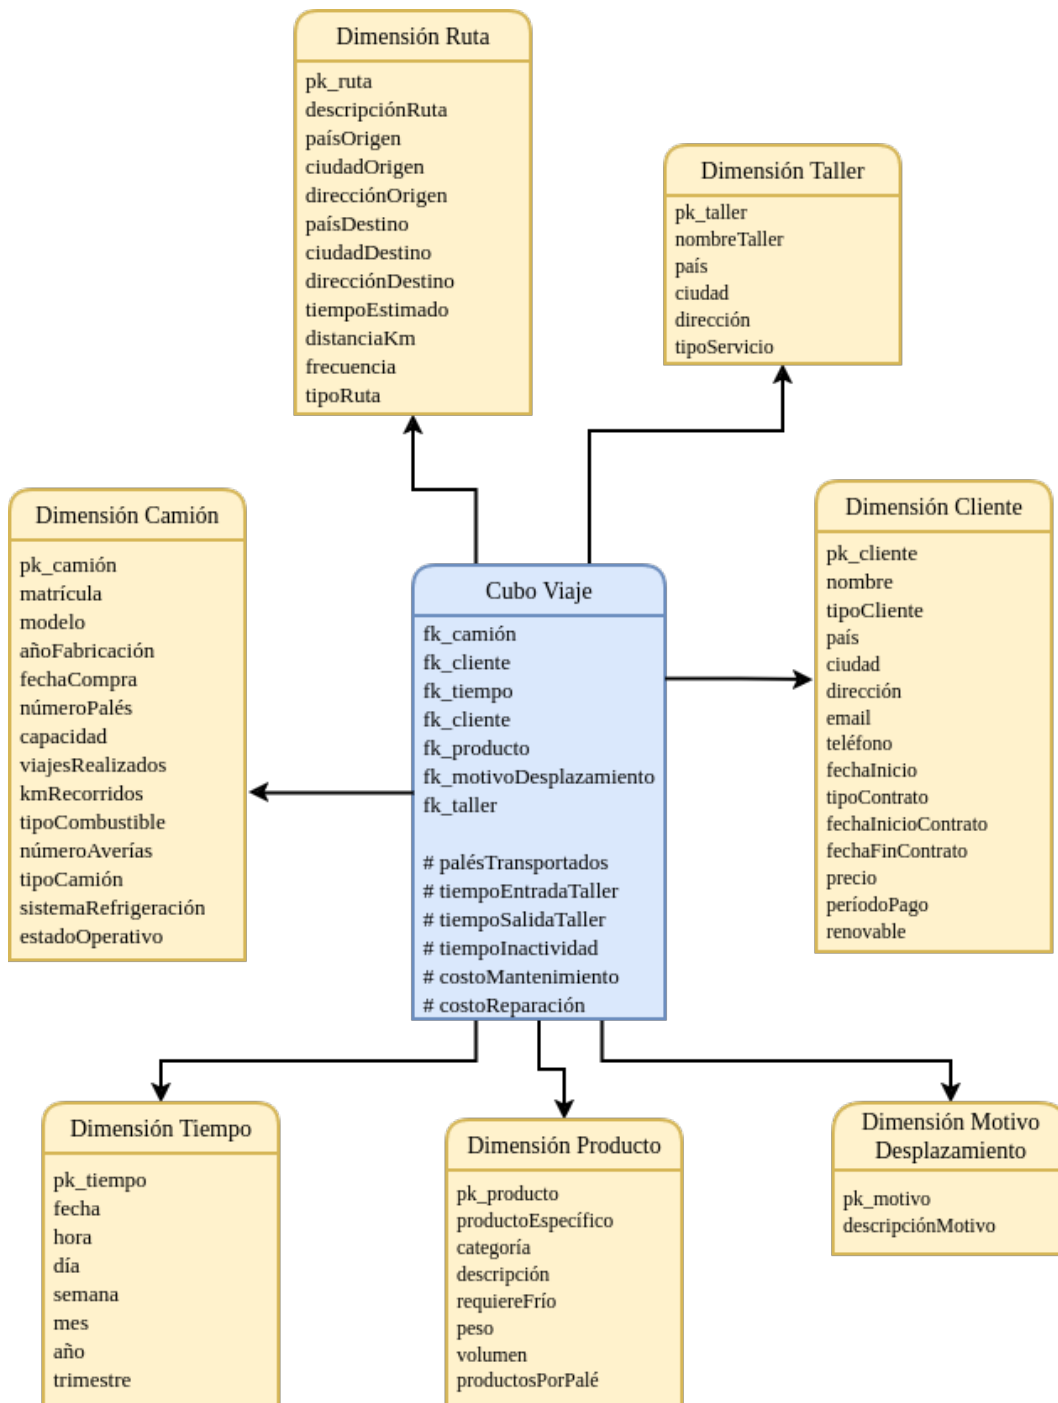 Dimensión Ruta
pk_ruta
descripciónRuta
paísOrigen
ciudadOrigen
direcciónOrigen
paísDestino
ciudadDestino
direcciónDestino
tiempoEstimado
distanciaKm
frecuencia
tipoRuta
Dimensión Taller
pk_taller
nombreTaller
país
ciudad
dirección
tipoServicio
Dimensión Camión
pk_camión
matrícula
modelo
añoFabricación
fechaCompra
númeroPalés
capacidad
viajesRealizados
kmRecorridos
tipoCombustible
númeroAverías
tipoCamión
sistemaRefrigeración
estadoOperativo
Cubo Viaje
fk_camión
fk_cliente
fk_tiempo
fk_cliente
fk_producto
fk_motivoDesplazamiento
fk_taller
# palésTransportados
# tiempoEntradaTaller
# tiempoSalidaTaller
# tiempoInactividad
# costoMantenimiento
# costoReparación
Dimensión Cliente
pk_cliente
nombre
tipoCliente
país
ciudad
dirección
email
teléfono
fechaInicio
tipoContrato
fechaInicioContrato
fechaFinContrato
precio
períodoPago
renovable
Dimensión Tiempo
pk_tiempo
fecha
hora
día
semana
mes
año
trimestre
Dimensión Producto
pk_producto
productoEspecífico
categoría
descripción
requiereFrío
peso
volumen
productosPorPalé
Dimensión Motivo
Desplazamiento
pk_motivo
descripciónMotivo